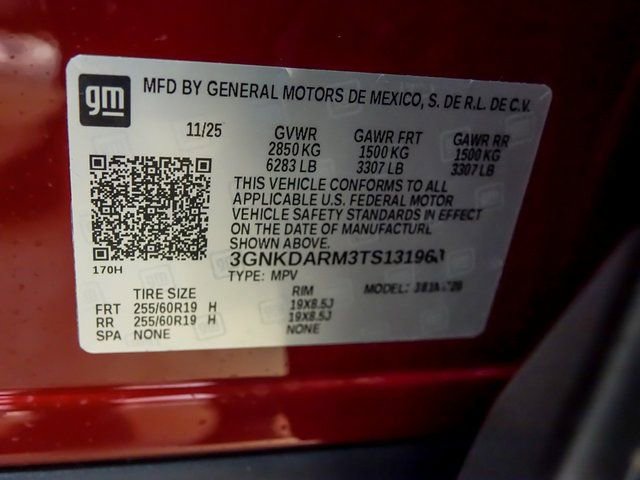 gm
MFD BY GENERAL MOTORS DE MEXICO, S. DE R.L. DE C.V.
11/25 GVWR GAWR FRT GAWR RR
2850 KG 1500 KG 1500 KG
6283 LB 3307 LB 3307 LB
THIS VEHICLE CONFORMS TO ALL
APPLICABLE U.S. FEDERAL MOTOR
VEHICLE SAFETY STANDARDS IN EFFECT
ON THE DATE OF MANUFACTURE
SHOWN ABOVE.
170H
TYPE: MPV MODEL:
TIRE SIZE RIM
FRT 255/60R19 H 19X8.5J
RR 255/60R19 H 19X8.5J
SPA NONE NONE